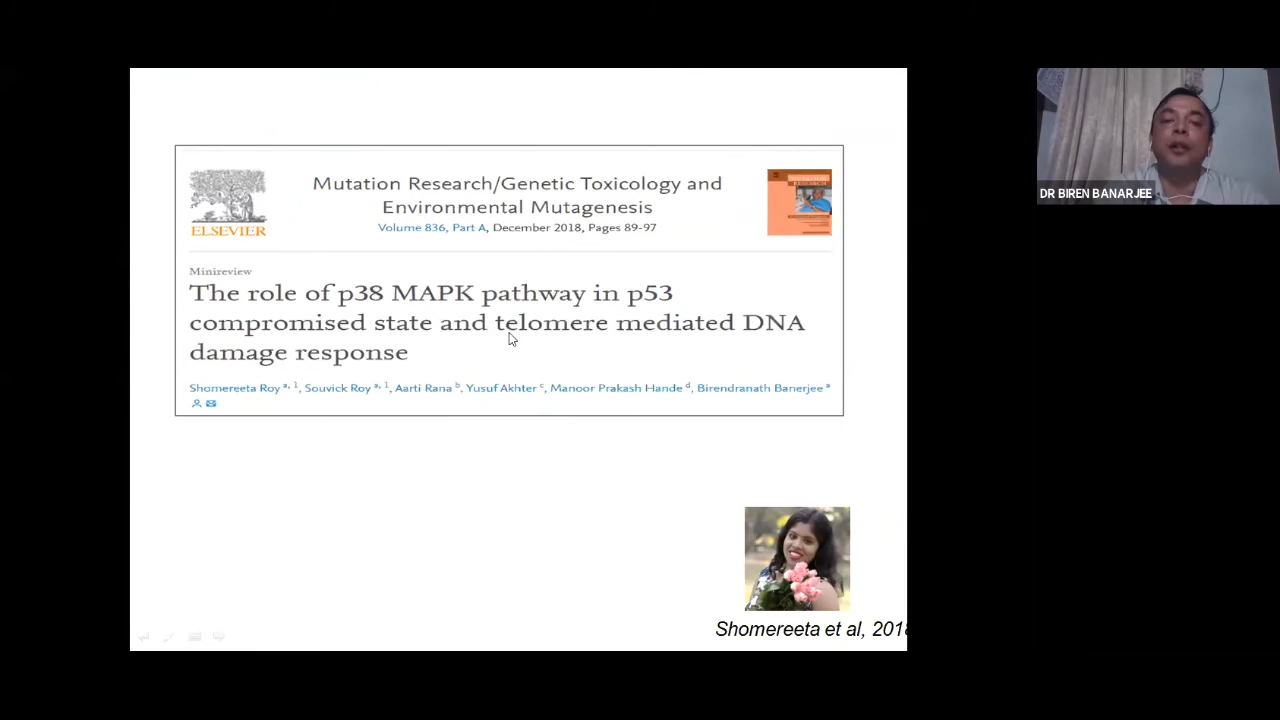 DR BIREN BANARJEE
ELSEVIER
Mutation Research/Genetic Toxicology and
Environmental Mutagenesis
Volume 836, Part A, December 2018, Pages 89-97
Minireview
The role of p38 MAPK pathway in p53
compromised state and telomere mediated DNA
damage response
Shomereeta Roy a, 1, Souvick Roy a, 1, Aarti Rana b, Yusuf Akhter c, Manoor Prakash Hande d, Birendranath Banerjee a
Shomereeta et al, 2018